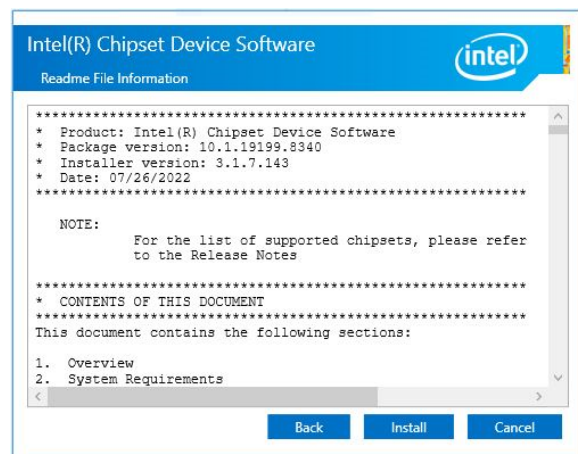 Intel(R) Chipset Device Software
intel
Readme File Information
************************************************************
*  Product: Intel(R) Chipset Device Software
*  Package version: 10.1.19199.8340
*  Installer version: 3.1.7.143
*  Date: 07/26/2022
************************************************************
NOTE:
For the list of supported chipsets, please refer
to the Release Notes
************************************************************
*  CONTENTS OF THIS DOCUMENT
************************************************************
This document contains the following sections:
1.  Overview
2.  System Requirements
Back
Install
Cancel